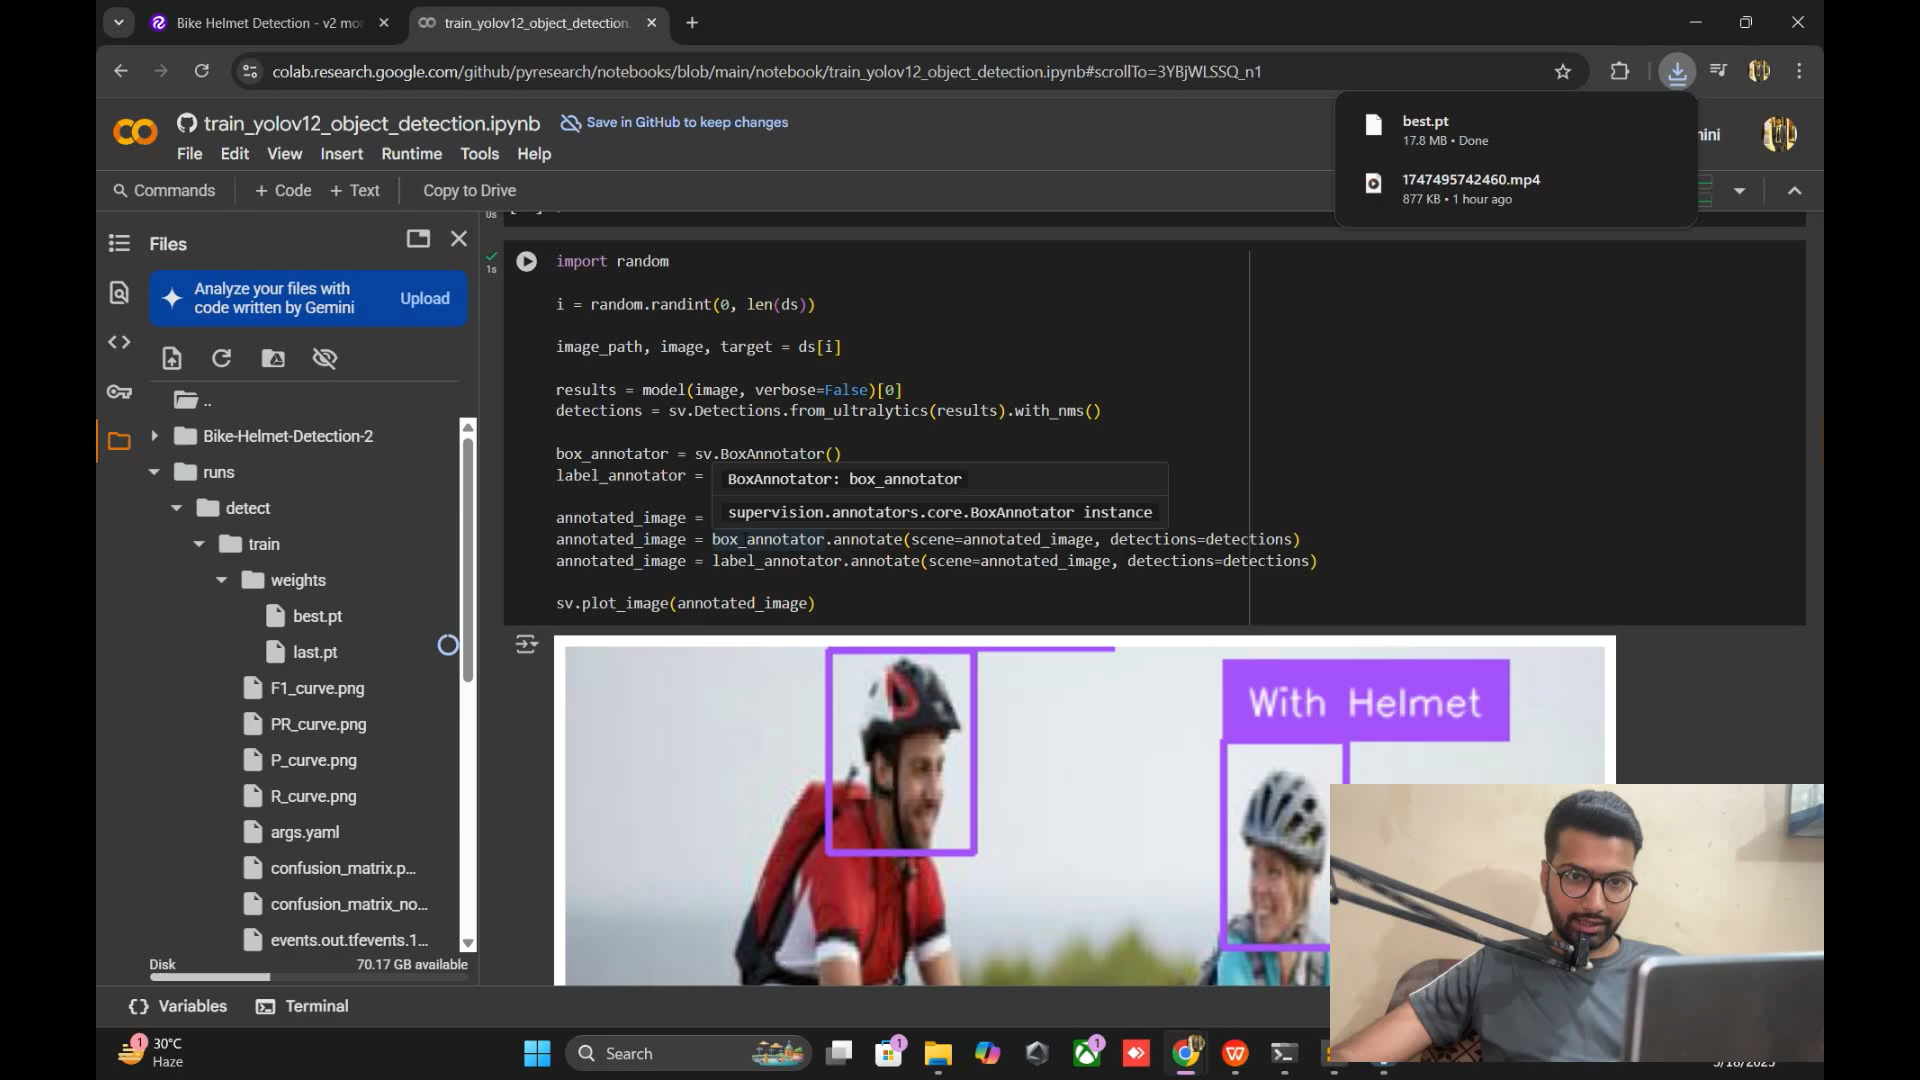 Bike Helmet Detection - v2 mo
train_yolov12_object_detection.
colab.research.google.com/github/pyresearch/notebooks/blob/main/notebook/train_yolov12_object_detection.ipynb#scrollTo=3YBjWLSSQ_n1
train_yolov12_object_detection.ipynb
Save in GitHub to keep changes
File Edit View Insert Runtime Tools Help
best.pt
17.8 MB • Done
1747495742460.mp4
877 KB • 1 hour ago
Commands + Code + Text Copy to Drive
Files
Analyze your files with
code written by Gemini
Upload
..
Bike-Helmet-Detection-2
runs
detect
train
weights
best.pt
last.pt
F1_curve.png
PR_curve.png
P_curve.png
R_curve.png
args.yaml
confusion_matrix.p...
confusion_matrix_no...
events.out.tfevents.1...
Disk 70.17 GB available
0s
1s
import random
i = random.randint(0, len(ds))
image_path, image, target = ds[i]
results = model(image, verbose=False)[0]
detections = sv.Detections.from_ultralytics(results).with_nms()
box_annotator = sv.BoxAnnotator()
label_annotator =
BoxAnnotator: box_annotator
supervision.annotators.core.BoxAnnotator instance
annotated_image =
annotated_image = box_annotator.annotate(scene=annotated_image, detections=detections)
annotated_image = label_annotator.annotate(scene=annotated_image, detections=detections)
sv.plot_image(annotated_image)
With Helmet
Variables Terminal
1
30°C
Haze
Search
1
1